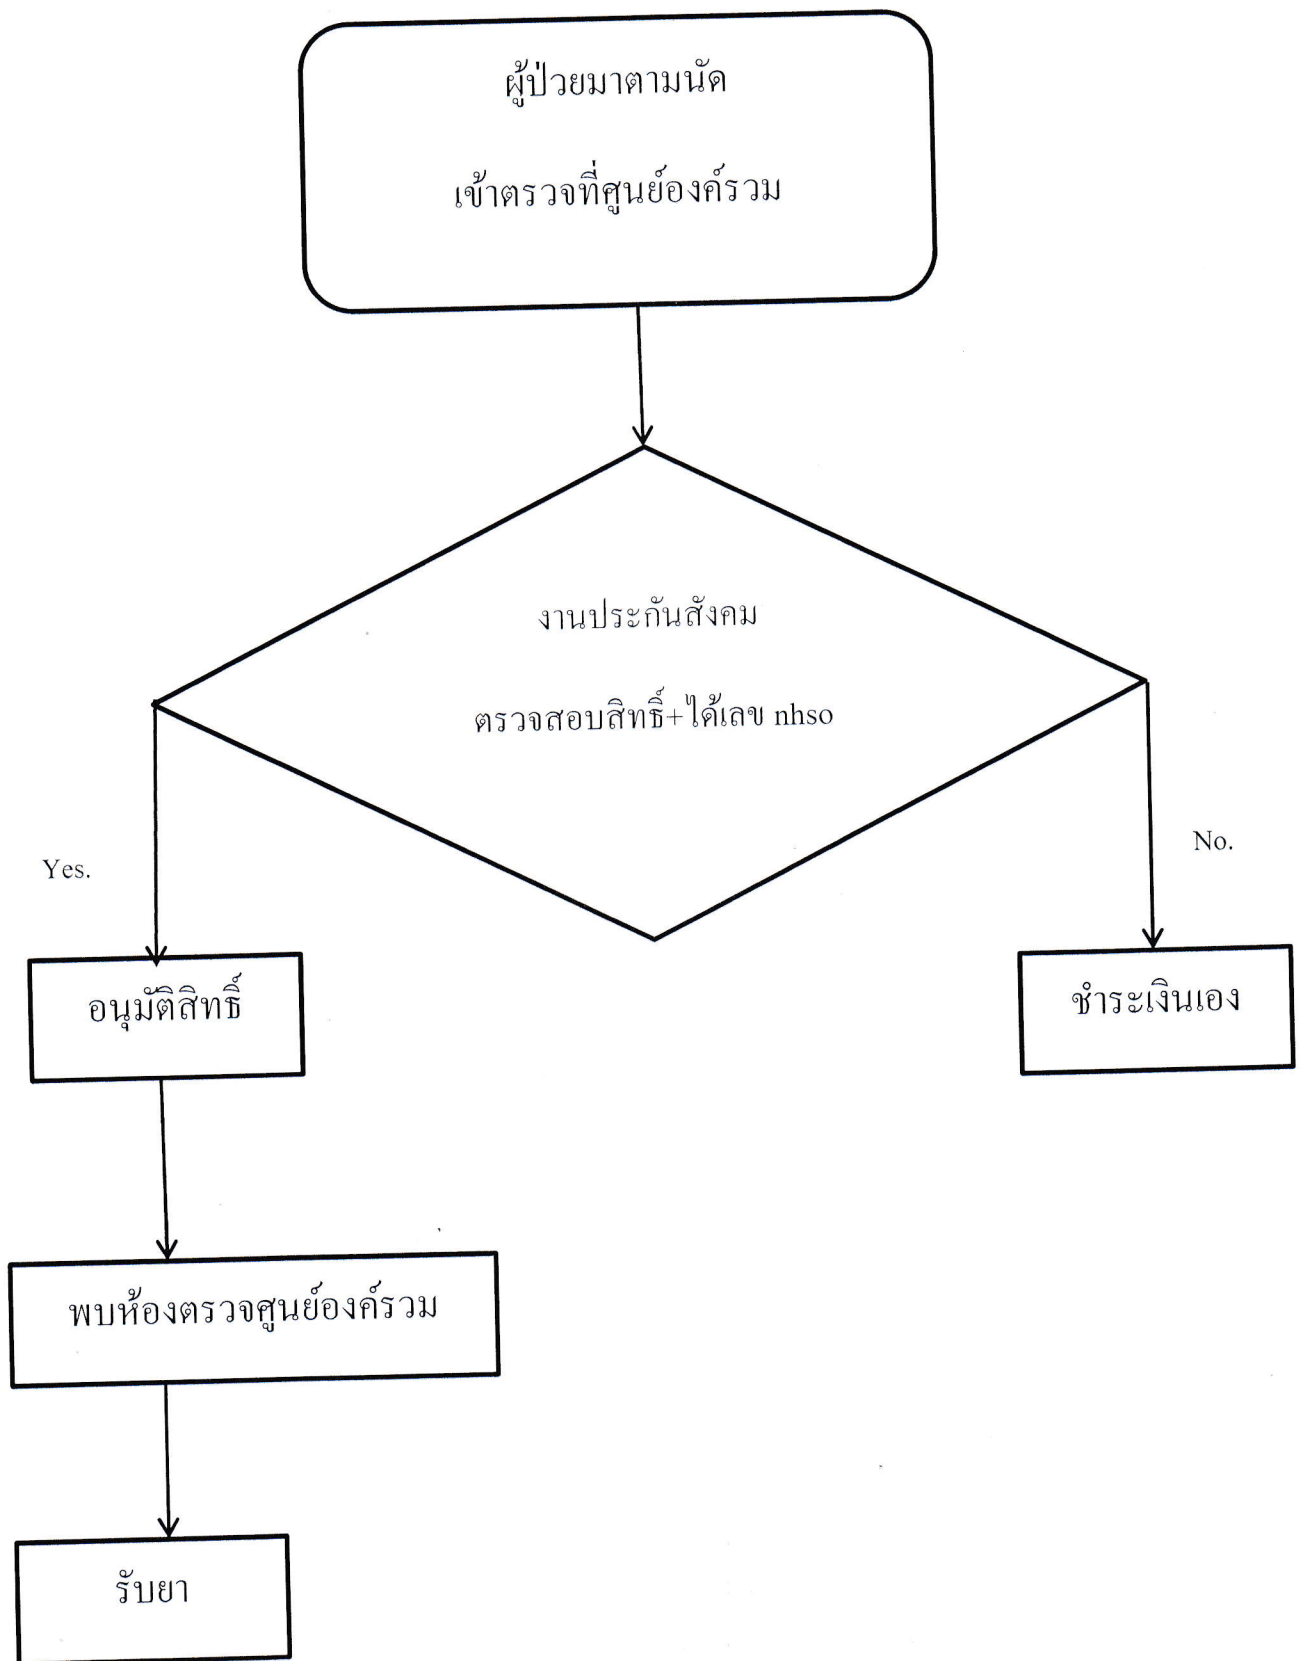 ผู้ป่วยมาตามนัด
เข้าตรวจที่ศูนย์องค์รวม
งานประกันสังคม
ตรวจสอบสิทธิ์+ได้เลข nhso
Yes.
No.
อนุมัติสิทธิ์
ชำระเงินเอง
พบห้องตรวจศูนย์องค์รวม
รับยา